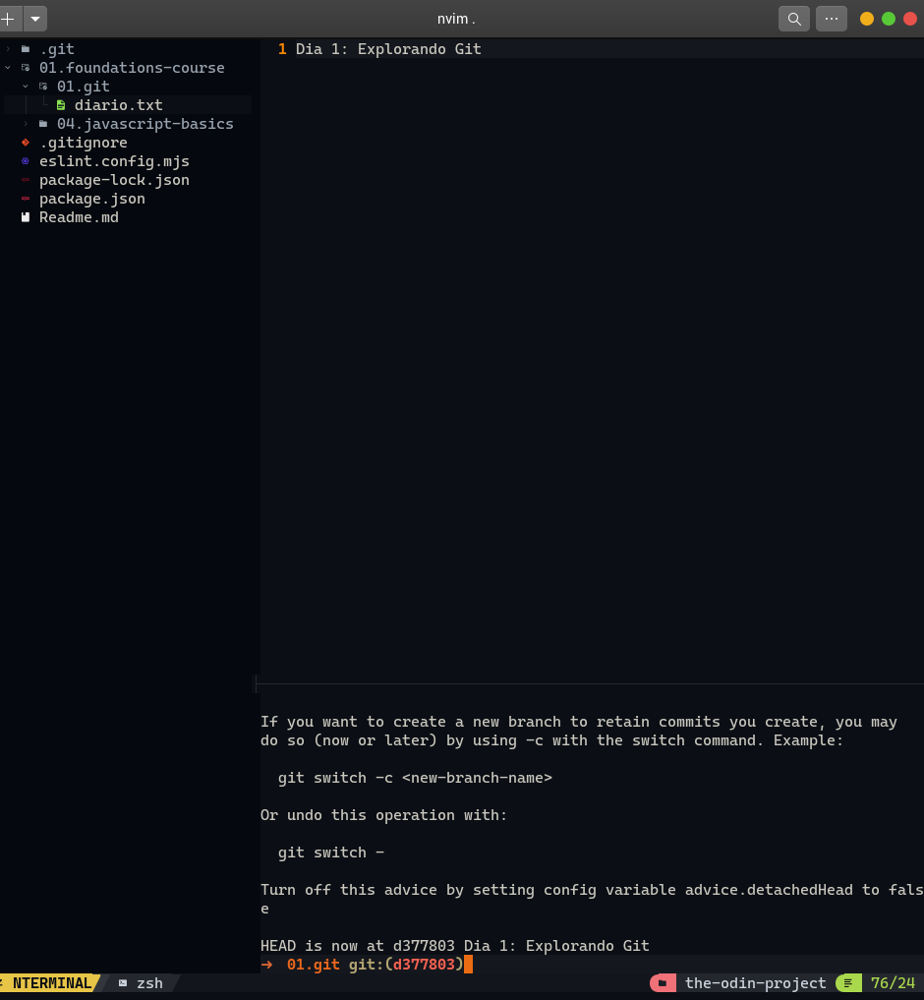 nvim .
.git
01.foundations-course
01.git
diario.txt
04.javascript-basics
.gitignore
eslint.config.mjs
package-lock.json
package.json
Readme.md
1 Dia 1: Explorando Git
If you want to create a new branch to retain commits you create, you may
do so (now or later) by using -c with the switch command. Example:
git switch -c <new-branch-name>
Or undo this operation with:
git switch -
Turn off this advice by setting config variable advice.detachedHead to fals
e
HEAD is now at d377803 Dia 1: Explorando Git
➜ 01.git git:(d377803)
NTERMINAL zsh the-odin-project 76/24